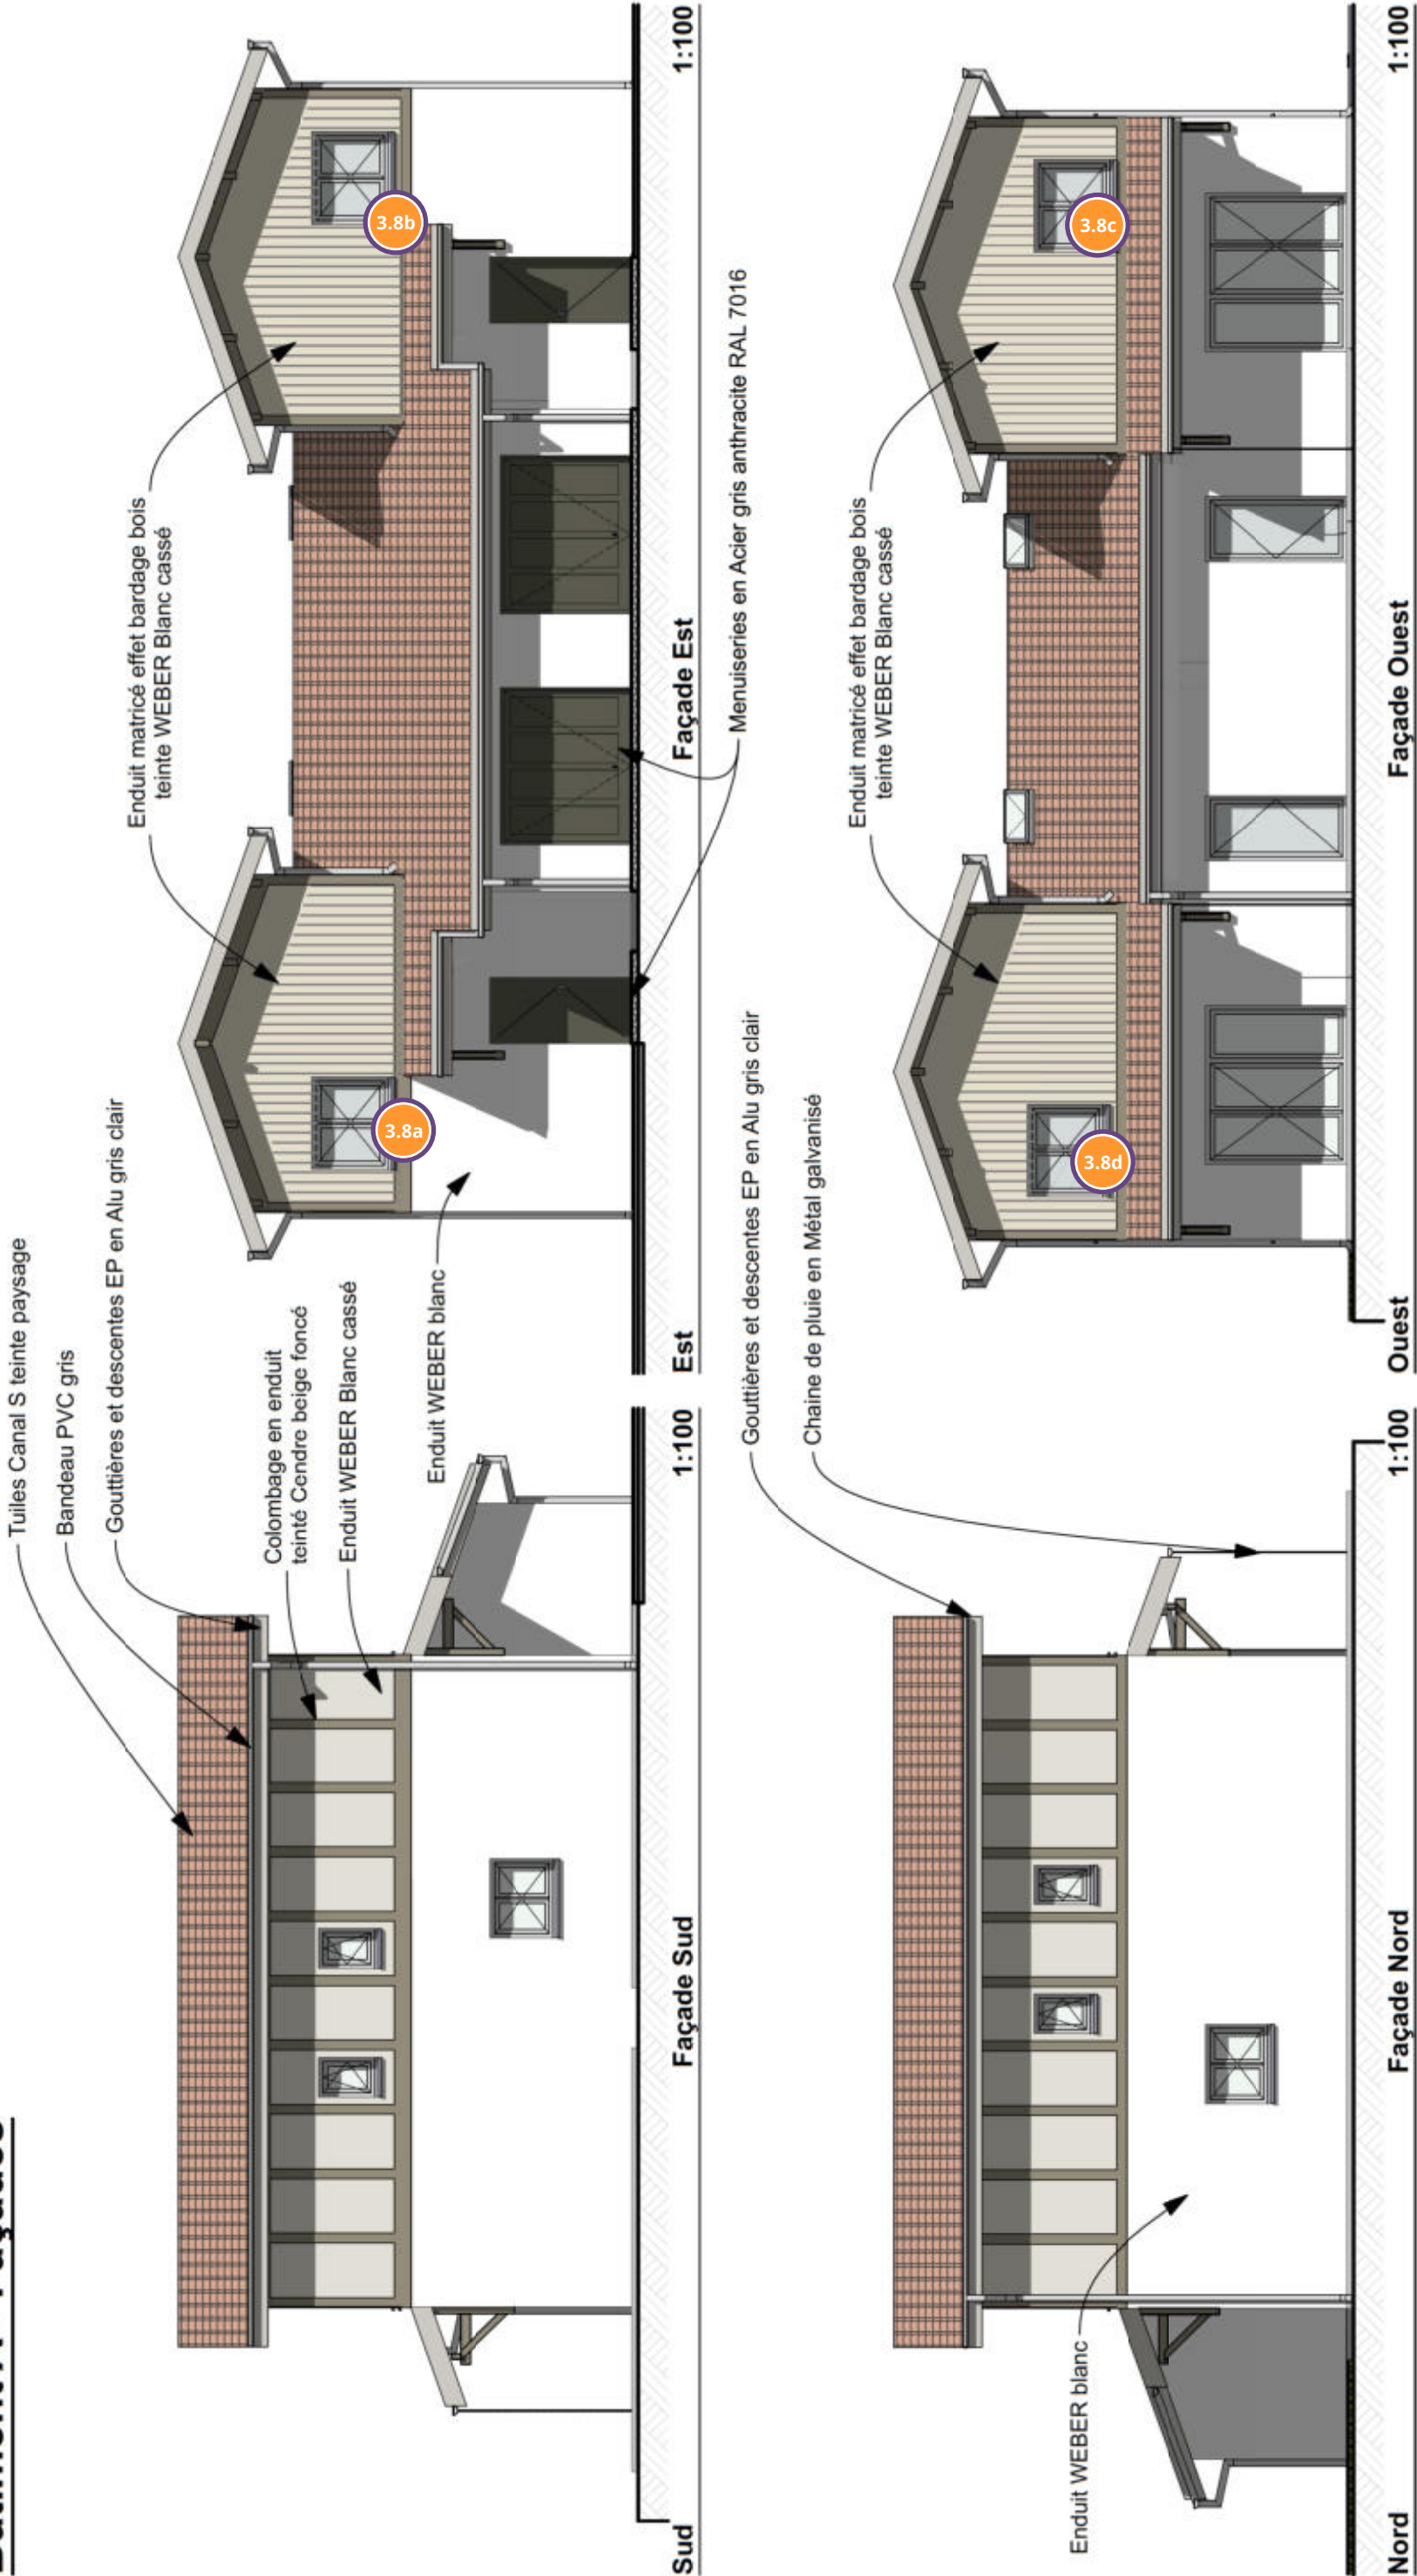 Tuiles Canal S teinte paysage
Bandeau PVC gris
Gouttières et descentes EP en Alu gris clair
Colombage en enduit
teinté Cendre beige foncé
Enduit WEBER Blanc cassé
Sud
Façade Sud
1:100
Enduit matricé effet bardage bois
teinte WEBER Blanc cassé
3.8a
3.8b
Enduit WEBER blanc
Est
Façade Est
1:100
Menuiseries en Acier gris anthracite RAL 7016
Gouttières et descentes EP en Alu gris clair
Chaine de pluie en Métal galvanisé
Enduit WEBER blanc
Nord
Façade Nord
1:100
Enduit matricé effet bardage bois
teinte WEBER Blanc cassé
3.8d
3.8c
Ouest
Façade Ouest
1:100